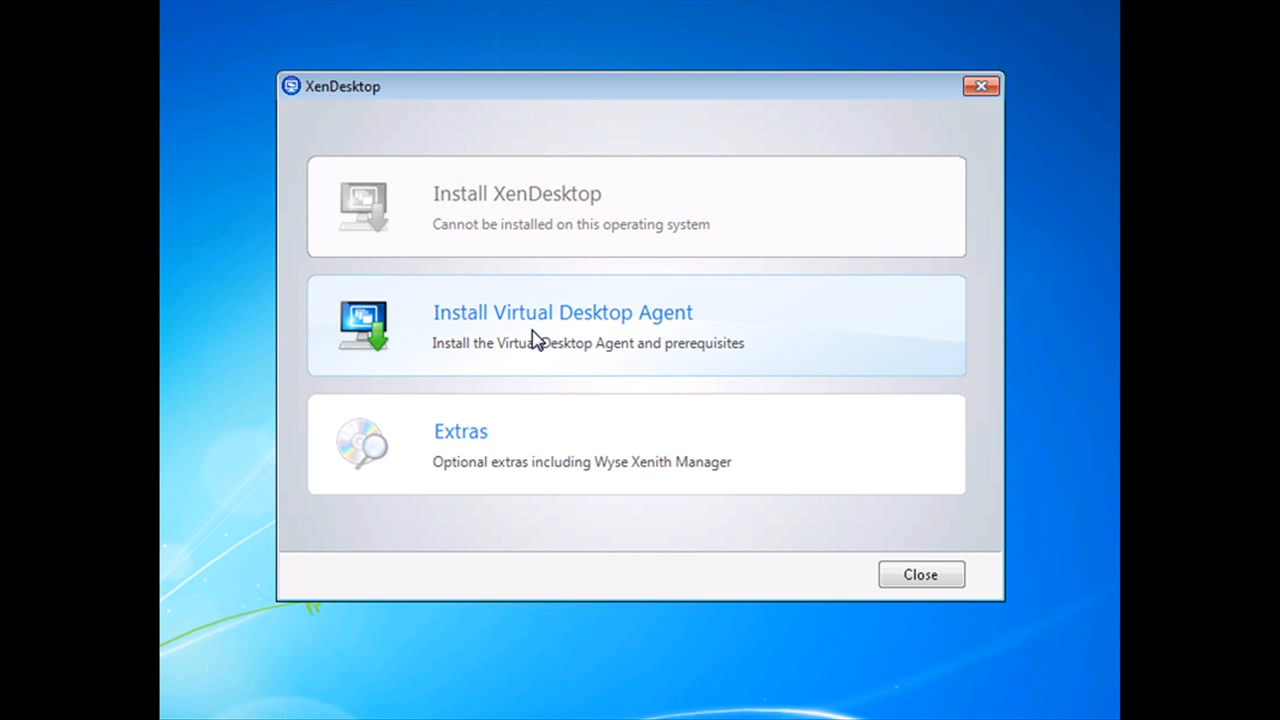 XenDesktop
Install XenDesktop
Cannot be installed on this operating system
Install Virtual Desktop Agent
Install the Virtual Desktop Agent and prerequisites
Extras
Optional extras including Wyse Xenith Manager
Close